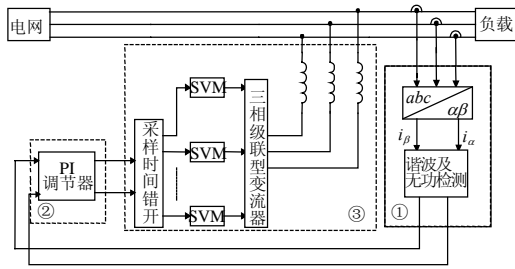 电网
负载
SVM
SVM
SVM
采样时间错开
三相级联型变流器
③
PI
调节器
②
abc
αβ
iβ
iα
谐波及
无功检测
①